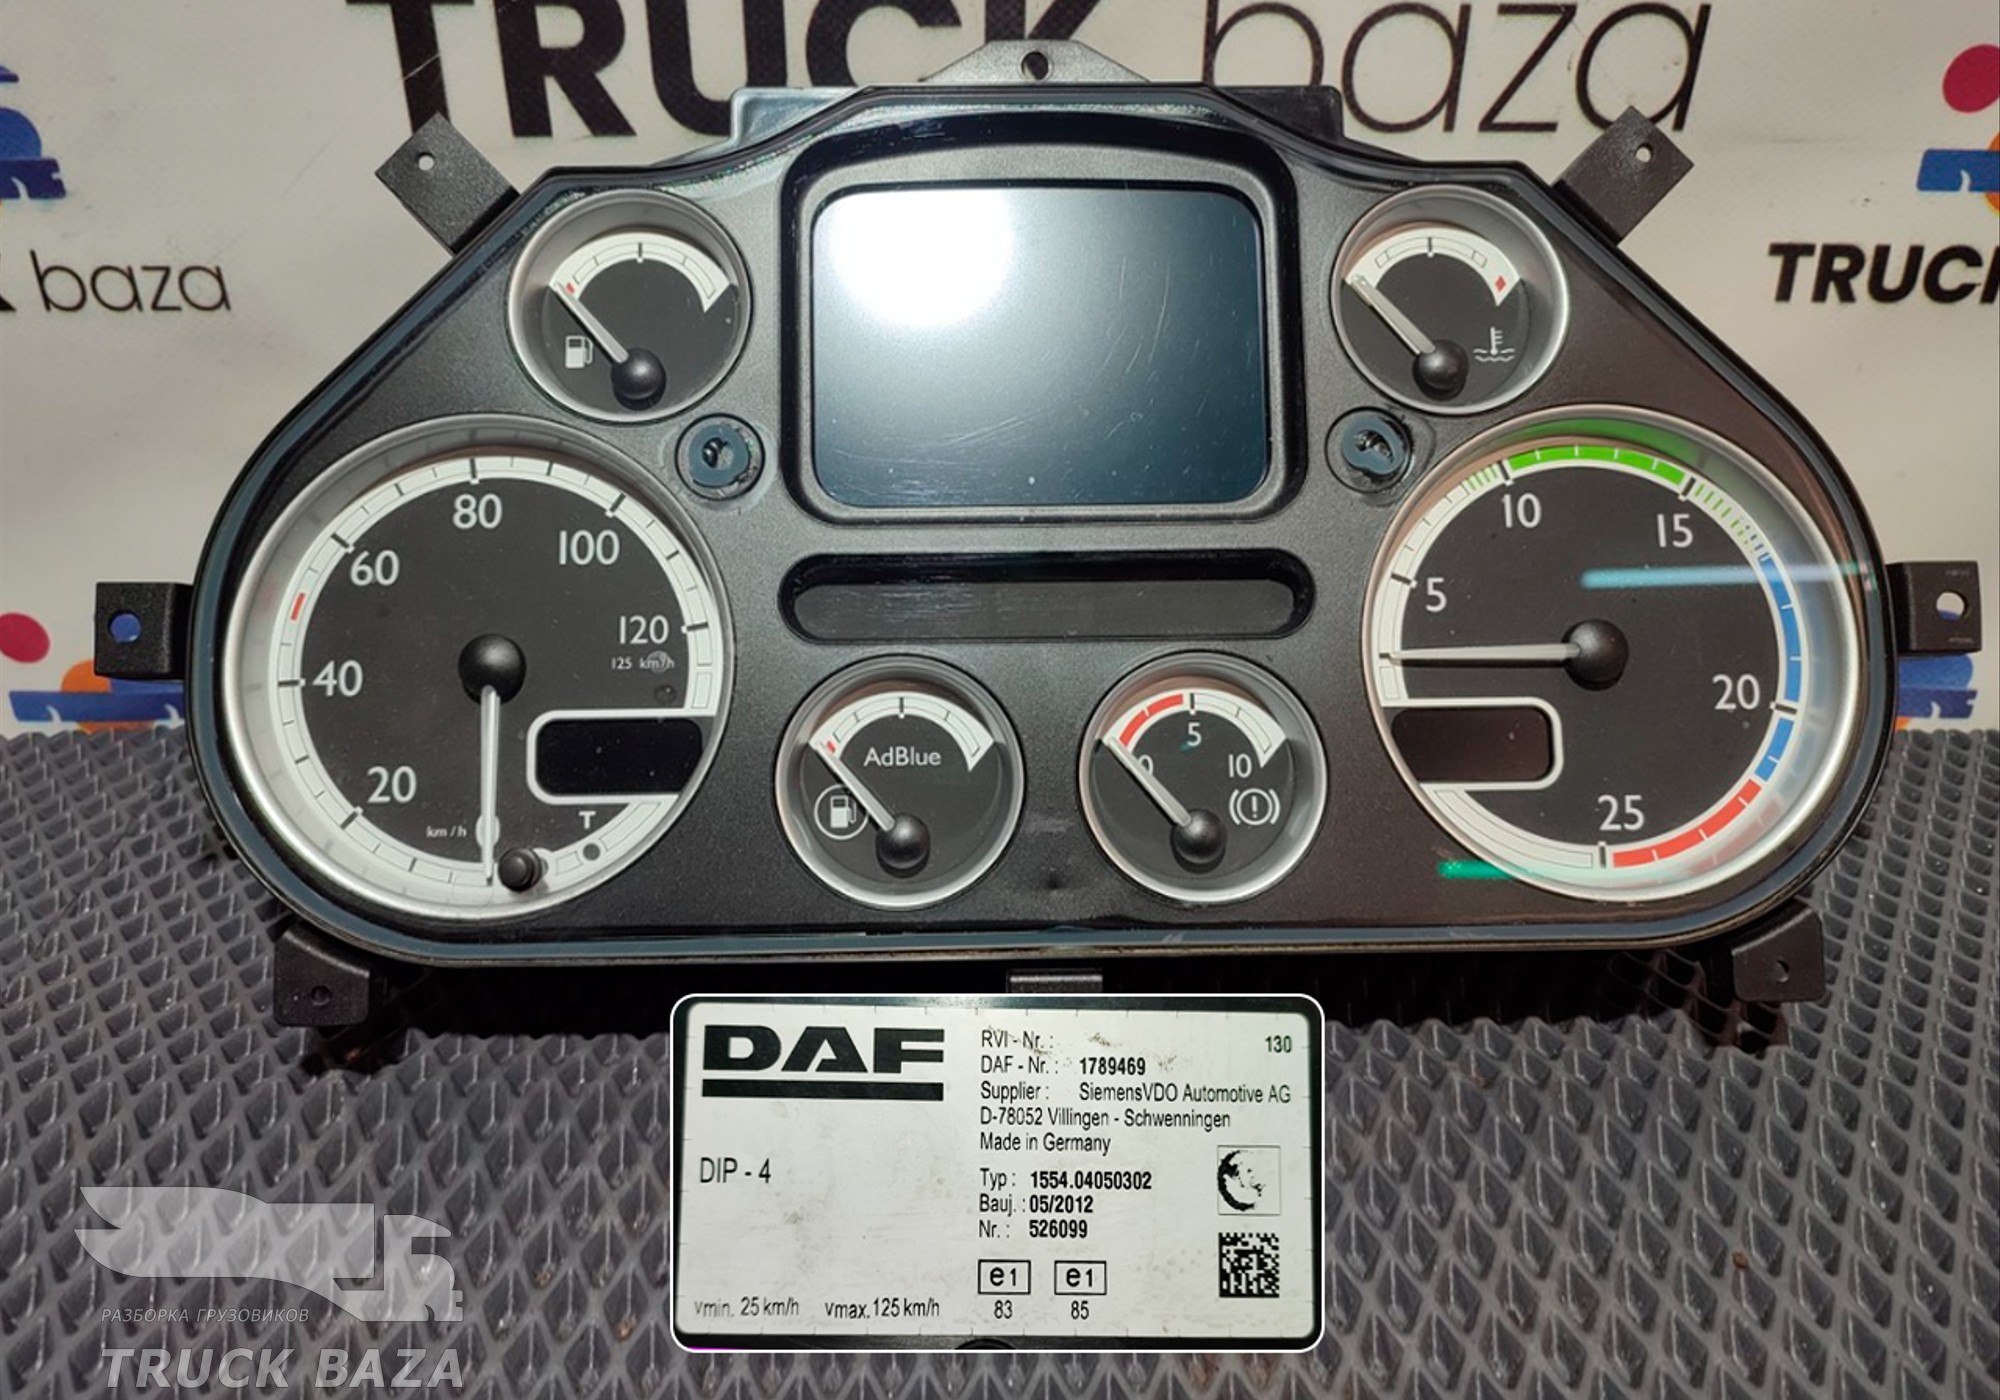 TRUCK baza
baza
TRUC
80
100
60
120
125 km/h
40
20
km/h
T
AdBlue
0
5
10
5
10
15
20
25
DAF
DIP - 4
vmin. 25 km/h vmax. 125 km/h
RVI - Nr. :
130
DAF - Nr. : 1789469
Supplier : SiemensVDO Automotive AG
D-78052 Villingen - Schwenningen
Made in Germany
Typ : 1554.04050302
Bauj. : 05/2012
Nr. : 526099
e1 e1
83 85
РАЗБОРКА ГРУЗОВИКОВ
TRUCK BAZA